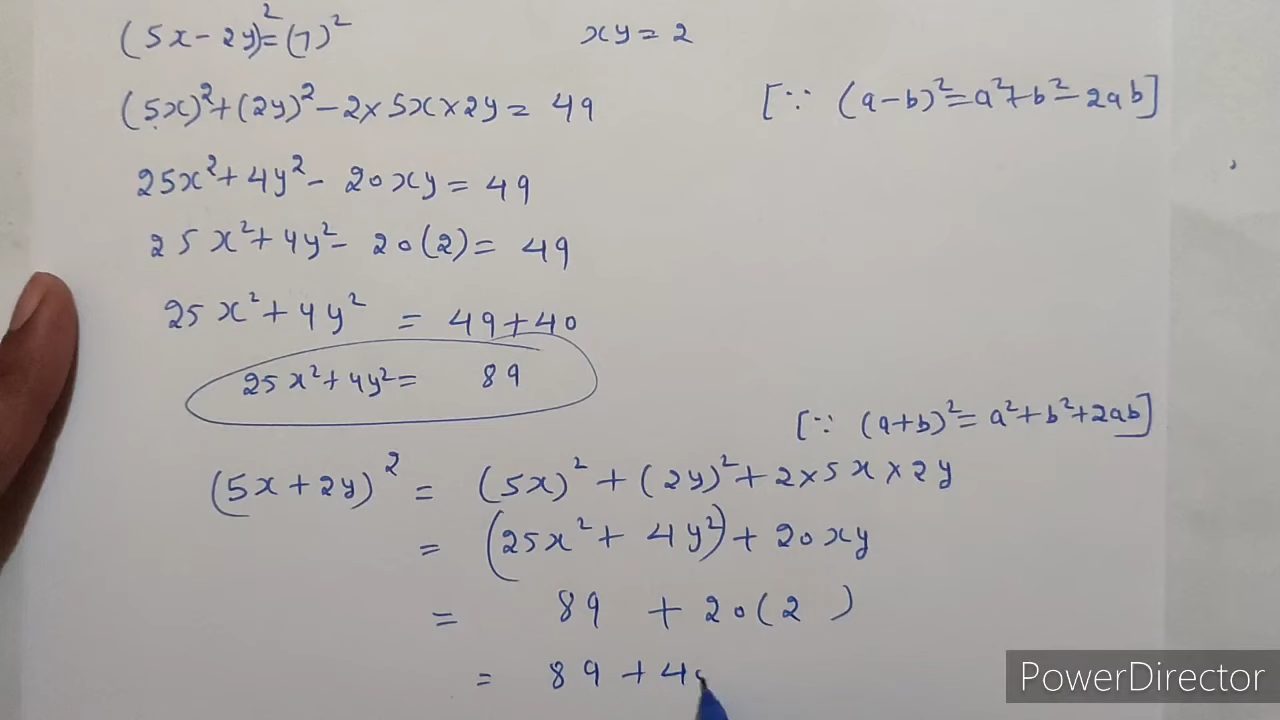 (5x - 2y)² = (7)² xy = 2
(5x)² + (2y)² - 2 × 5x × 2y = 49 [∵ (a - b)² = a² + b² - 2ab]
25x² + 4y² - 20xy = 49
25x² + 4y² - 20(2) = 49
25x² + 4y² = 49 + 40
25x² + 4y² = 89
[∵ (a + b)² = a² + b² + 2ab]
(5x + 2y)² = (5x)² + (2y)² + 2 × 5x × 2y
= (25x² + 4y²) + 20xy
= 89 + 20(2)
= 89 + 4
PowerDirector